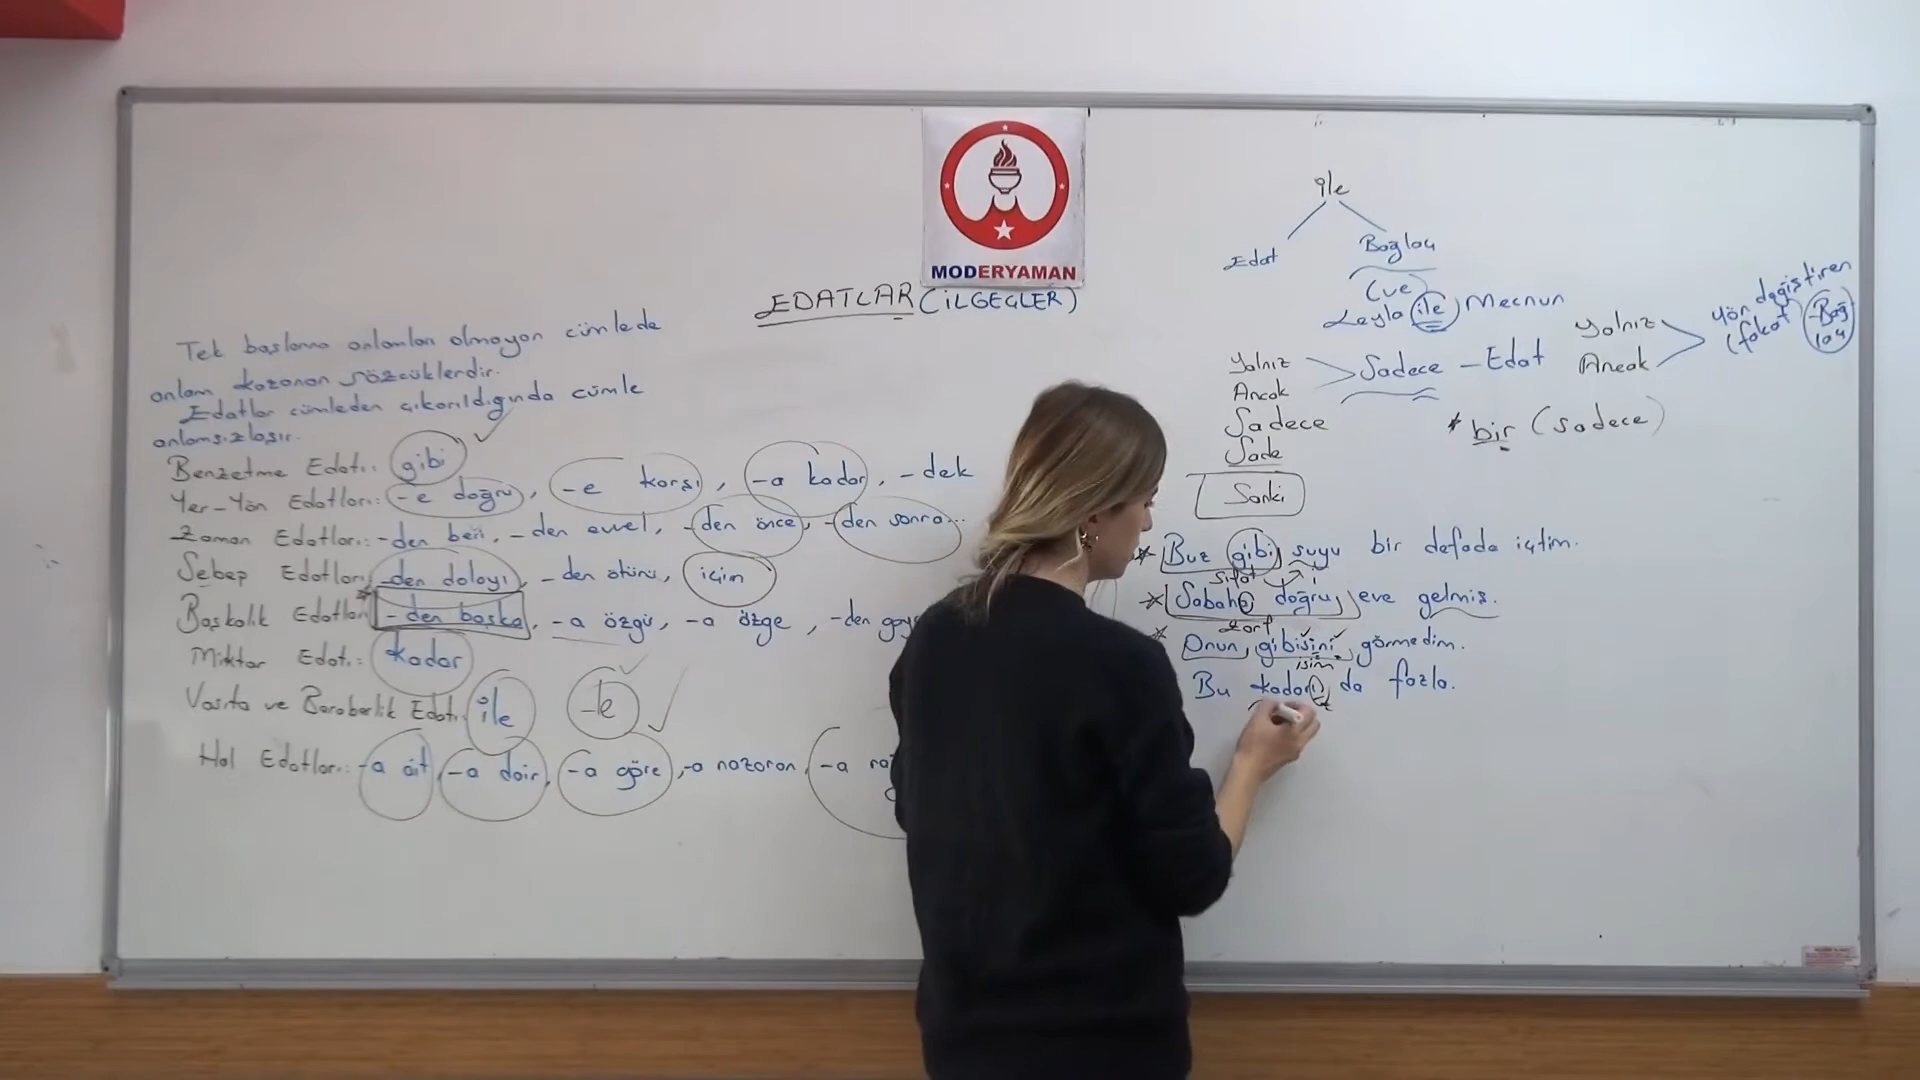 MODERYAMAN
EDATLAR (İLGEÇLER)
Tek başlarına anlamları olmayan cümlede
anlam kazanan sözcüklerdir.
Edatlar cümleden çıkarıldığında cümle
anlamsızlaşır.
Benzetme Edatı: gibi
Yer-Yön Edatları: -e doğru, -e karşı, -a kadar, -dek
Zaman Edatları: -den beri, -den evvel, -den önce, -den sonra...
Sebep Edatları: -den dolayı, -den ötürü, için
* Başkalık Edatları -den başka, -a özgü, -a özge, -den
Miktar Edatı: kadar
Vasıta ve Beraberlik Edatı: ile -le
Hal Edatları: -a ait, -a dair, -a göre, -a nazaran, -a
ile
Edat Bağlaç
(ve)
Leyla ile Mecnun
Yalnız
Ancak
Sadece
Sade
Sadece - Edat
Sanki
Yalnız
Ancak
Yön değiştiren
(fakat) -Bağ
laç
* bir (sadece)
* Buz gibi suyu bir defada içtim.
sıfat i
* Sabaha doğru eve gelmiş.
zarf
* Onun gibisini görmedim.
isim
Bu kadarı da fazla.